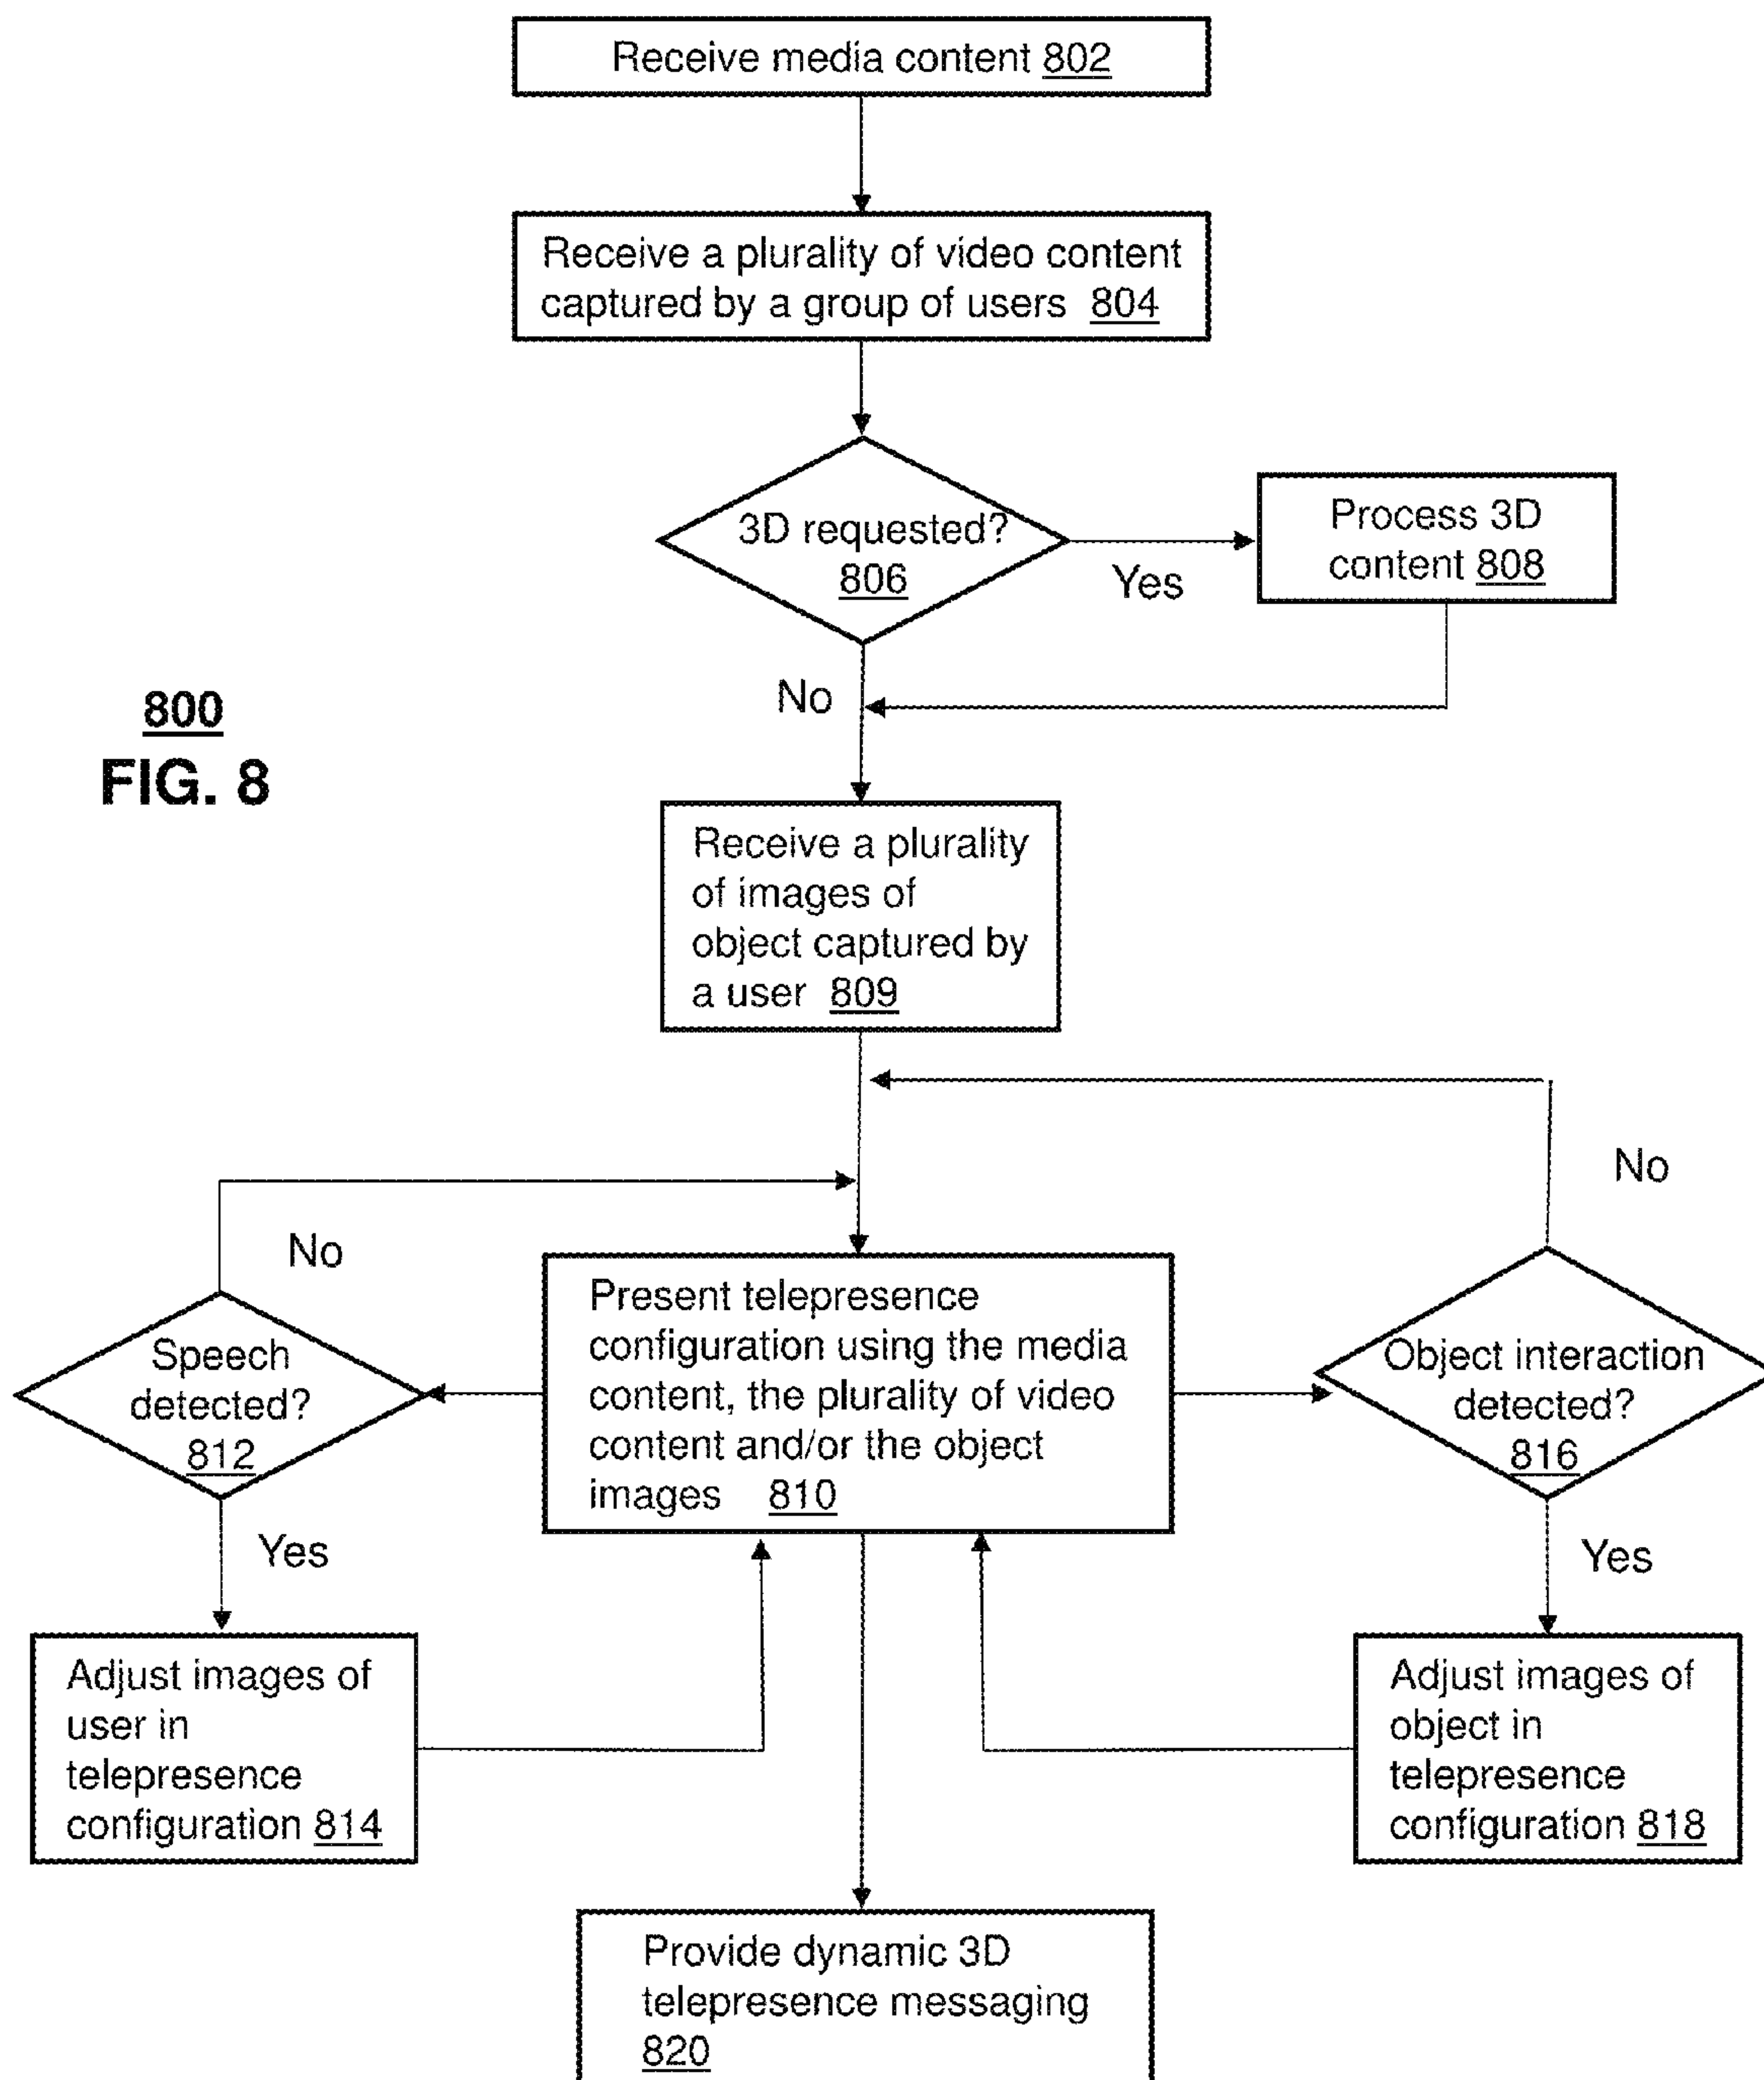 Receive media content 802
Receive a plurality of video content
captured by a group of users 804
3D requested?
806
Yes
Process 3D
content 808
No
800
FIG. 8
Receive a plurality
of images of
object captured by
a user 809
No
No
Speech
detected?
812
Present telepresence
configuration using the media
content, the plurality of video
content and/or the object
images 810
Object interaction
detected?
816
Yes
Yes
Adjust images of
user in
telepresence
configuration 814
Adjust images of
object in
telepresence
configuration 818
Provide dynamic 3D
telepresence messaging
820